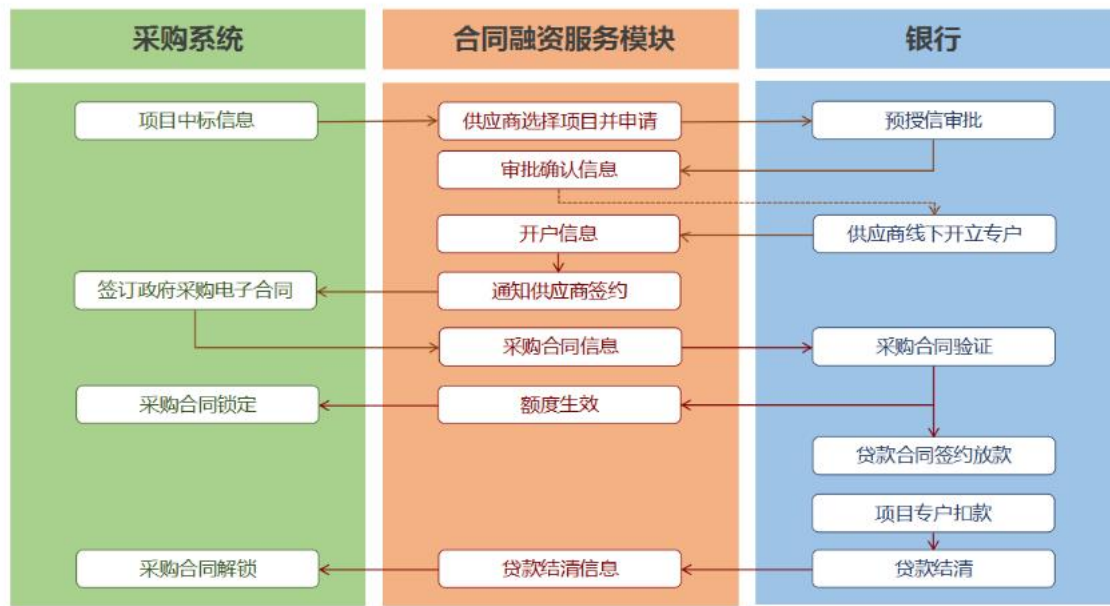 采购系统
合同融资服务模块
银行
项目中标信息
供应商选择项目并申请
预授信审批
审批确认信息
开户信息
供应商线下开立专户
签订政府采购电子合同
通知供应商签约
采购合同信息
采购合同验证
采购合同锁定
额度生效
贷款合同签约放款
项目专户扣款
采购合同解锁
贷款结清信息
贷款结清